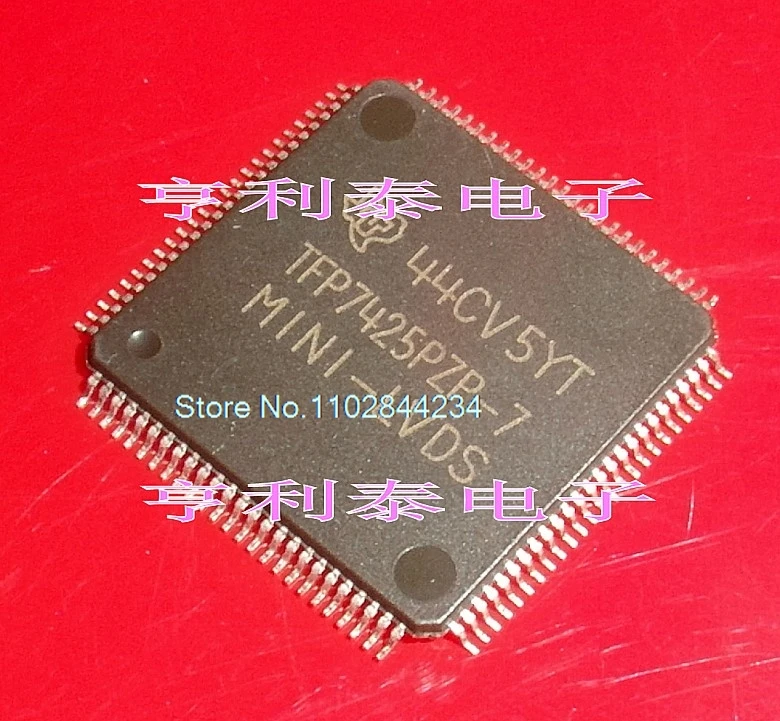 亨利泰电子
44CV5YT
TFP7425PZP-7
MINI-LVDS
Store No.:1102844234
亨利泰电子